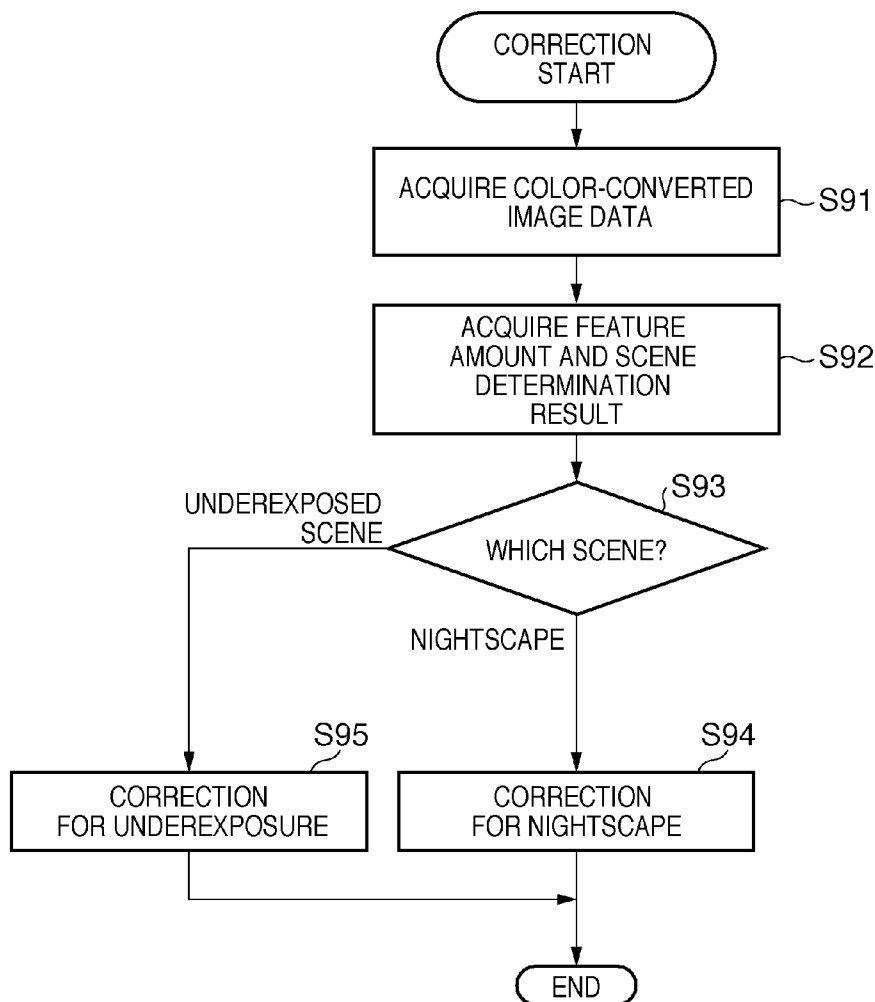 CORRECTION
START
ACQUIRE COLOR-CONVERTED
IMAGE DATA
S91
ACQUIRE FEATURE
AMOUNT AND SCENE
DETERMINATION
RESULT
S92
S93
WHICH SCENE?
UNDEREXPOSED
SCENE
NIGHTSCAPE
S95
CORRECTION
FOR UNDEREXPOSURE
S94
CORRECTION
FOR NIGHTSCAPE
END